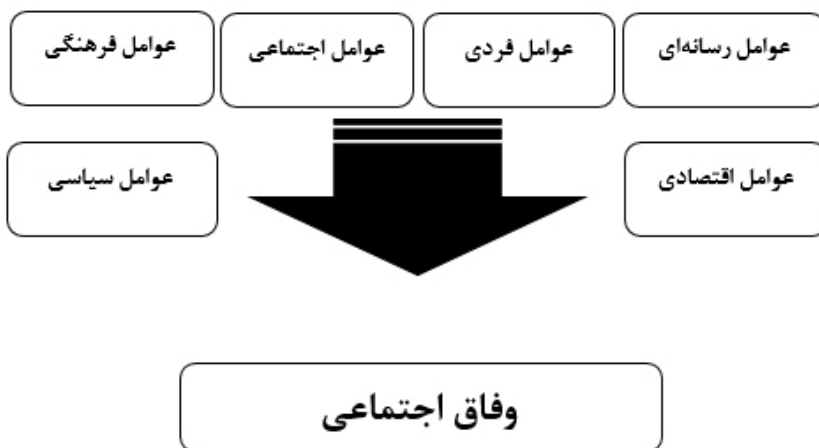 عوامل رسانه‌ای
عوامل فردی
عوامل اجتماعی
عوامل فرهنگی
عوامل اقتصادی
عوامل سیاسی
وفاق اجتماعی